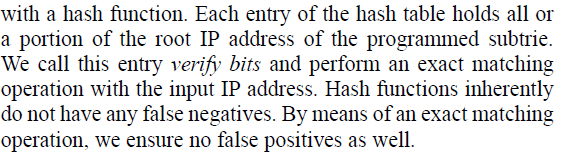 with a hash function. Each entry of the hash table holds all or
a portion of the root IP address of the programmed subtrie.
We call this entry verify bits and perform an exact matching
operation with the input IP address. Hash functions inherently
do not have any false negatives. By means of an exact matching
operation, we ensure no false positives as well.